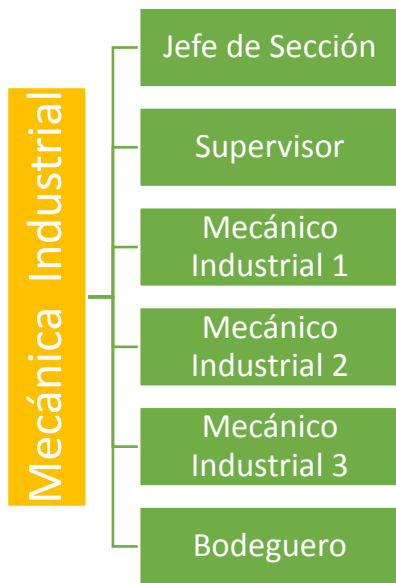 Mecánica Industrial
Jefe de Sección
Supervisor
Mecánico
Industrial 1
Mecánico
Industrial 2
Mecánico
Industrial 3
Bodeguero